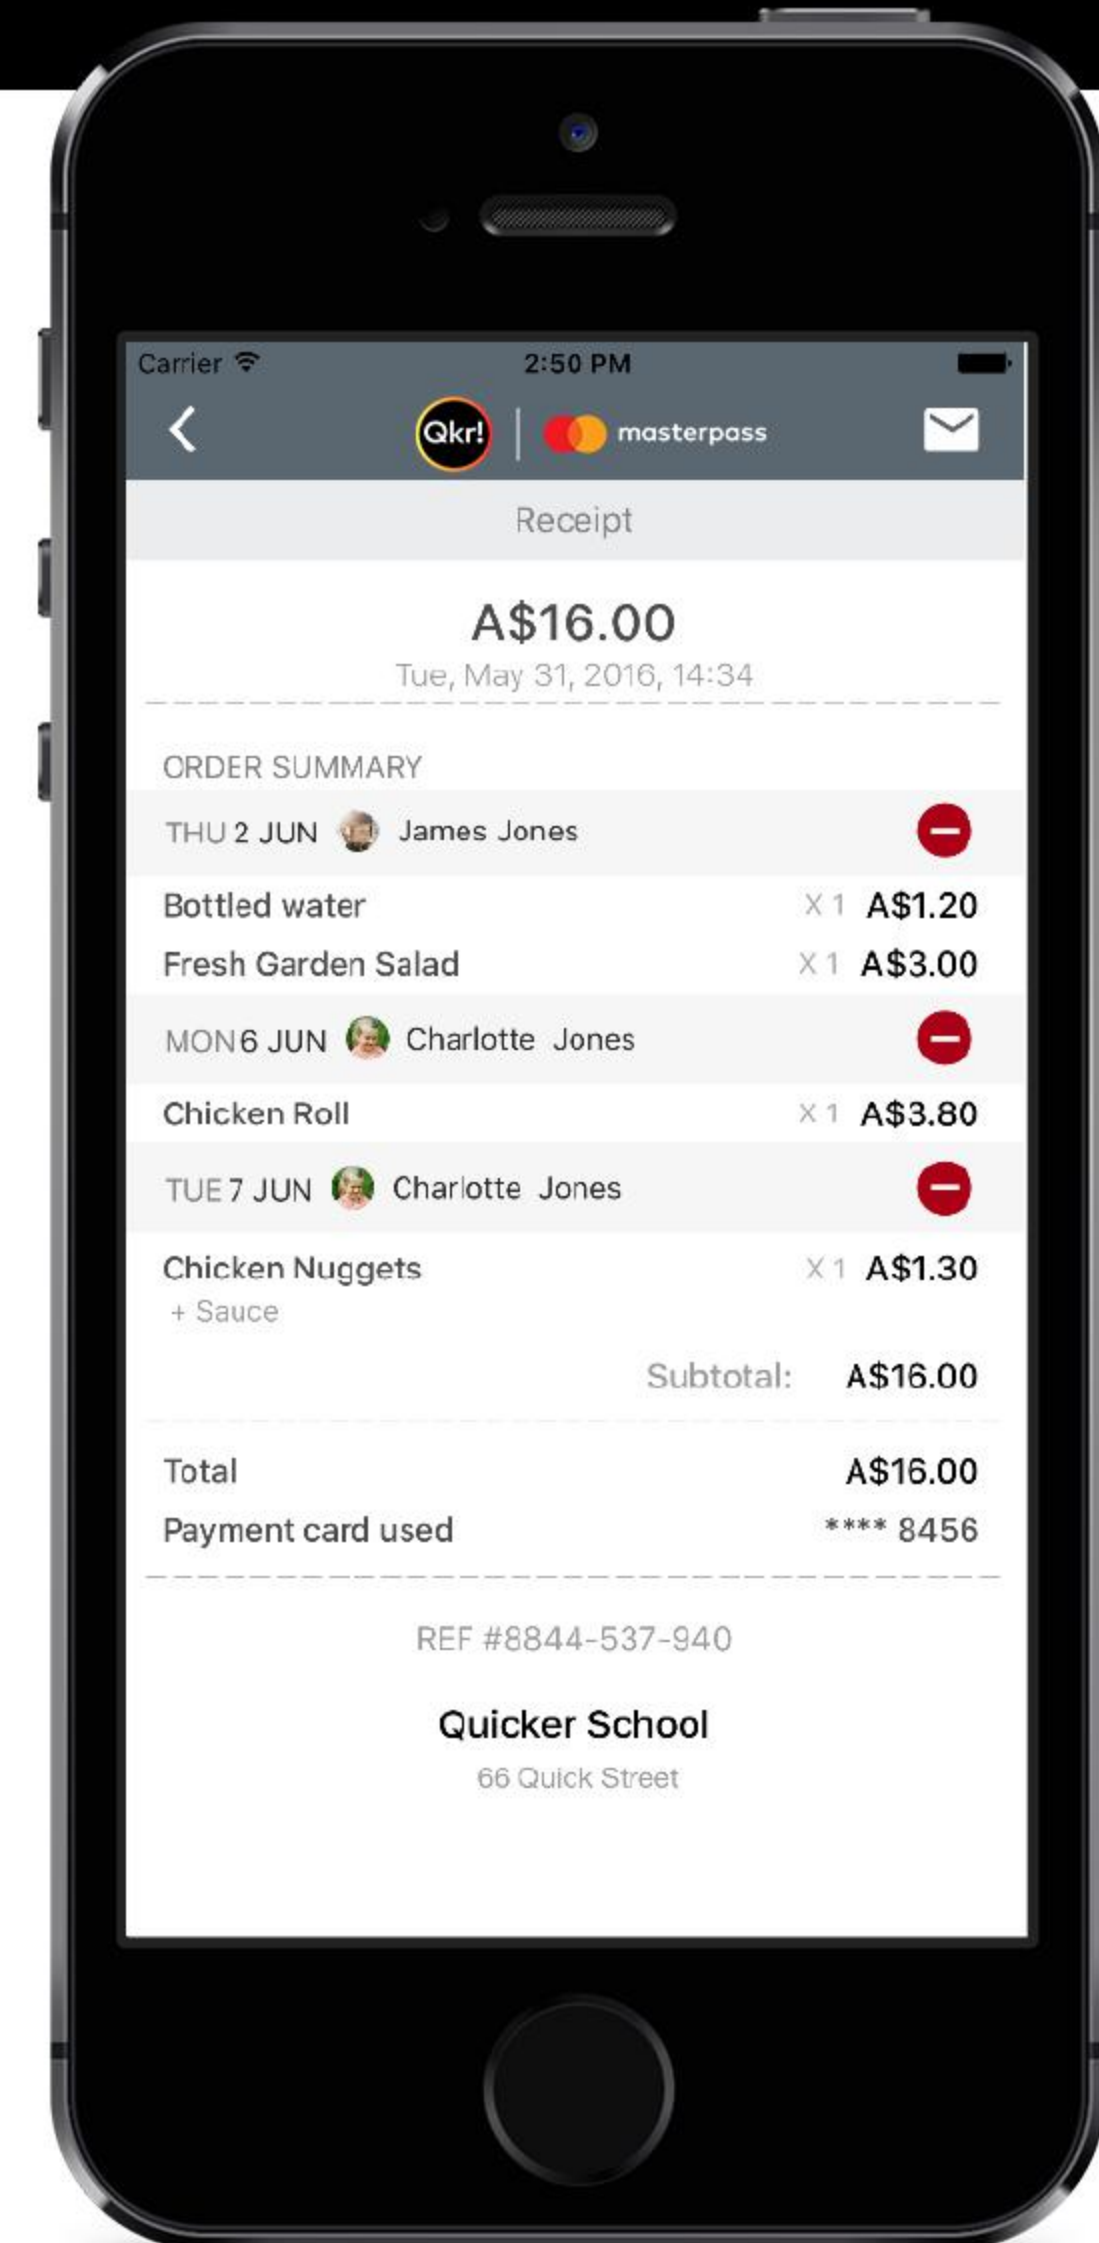 Carrier 2:50 PM
Qkr! masterpass
Receipt
A$16.00
Tue, May 31, 2016, 14:34
ORDER SUMMARY
THU 2 JUN James Jones
Bottled water X 1 A$1.20
Fresh Garden Salad X 1 A$3.00
MON 6 JUN Charlotte Jones
Chicken Roll X 1 A$3.80
TUE 7 JUN Charlotte Jones
Chicken Nuggets X 1 A$1.30
+ Sauce
Subtotal: A$16.00
Total A$16.00
Payment card used **** 8456
REF #8844-537-940
Quicker School
66 Quick Street